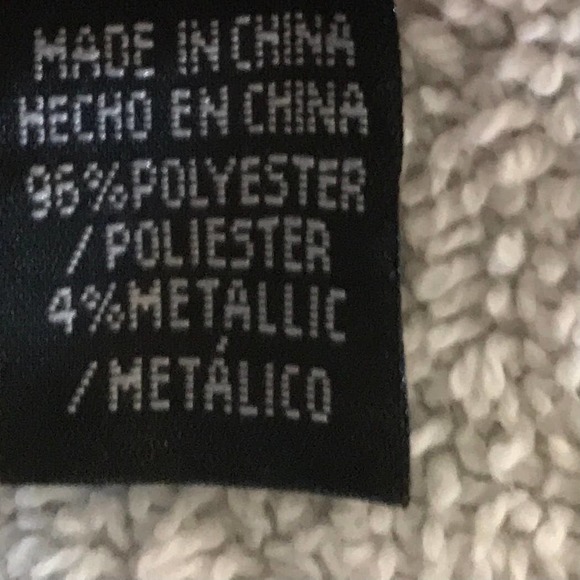 MADE IN CHINA
HECHO EN CHINA
96%POLYESTER
/POLIESTER
4%METALLIC
/METÁLICO